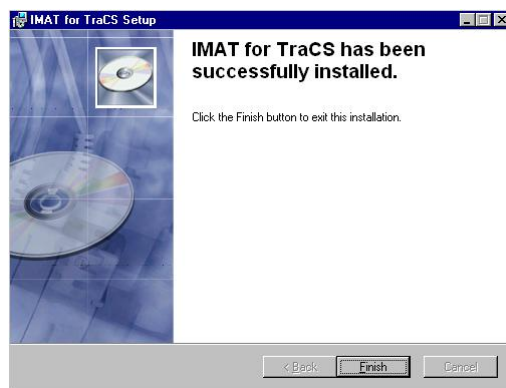 IMAT for TraCS Setup
IMAT for TraCS has been
successfully installed.
Click the Finish button to exit this installation.
< Back
Finish
Cancel